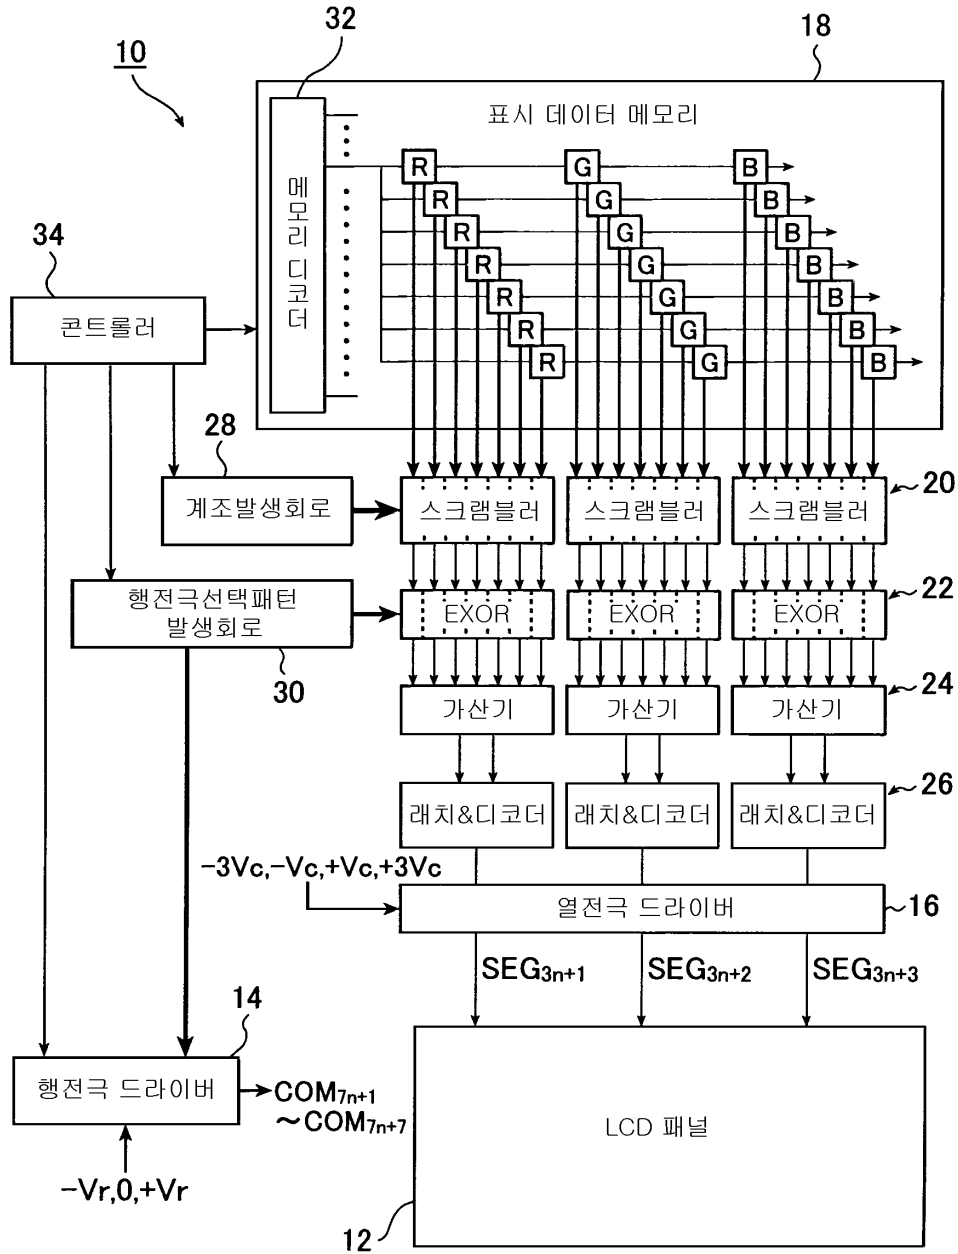 32
18
10
표시 데이터 메모리
메모리 디코더
R G B
R G B
R G B
R G B
R G B
R G B
R G B
34
콘트롤러
28
계조발생회로
스크램블러 스크램블러 스크램블러
20
행전극선택패턴
발생회로
30
EXOR EXOR EXOR
22
가산기 가산기 가산기
24
래치&디코더 래치&디코더 래치&디코더
26
-3Vc,-Vc,+Vc,+3Vc
열전극 드라이버
16
SEG3n+1 SEG3n+2 SEG3n+3
14
행전극 드라이버
COM7n+1
~COM7n+7
-Vr,0,+Vr
LCD 패널
12